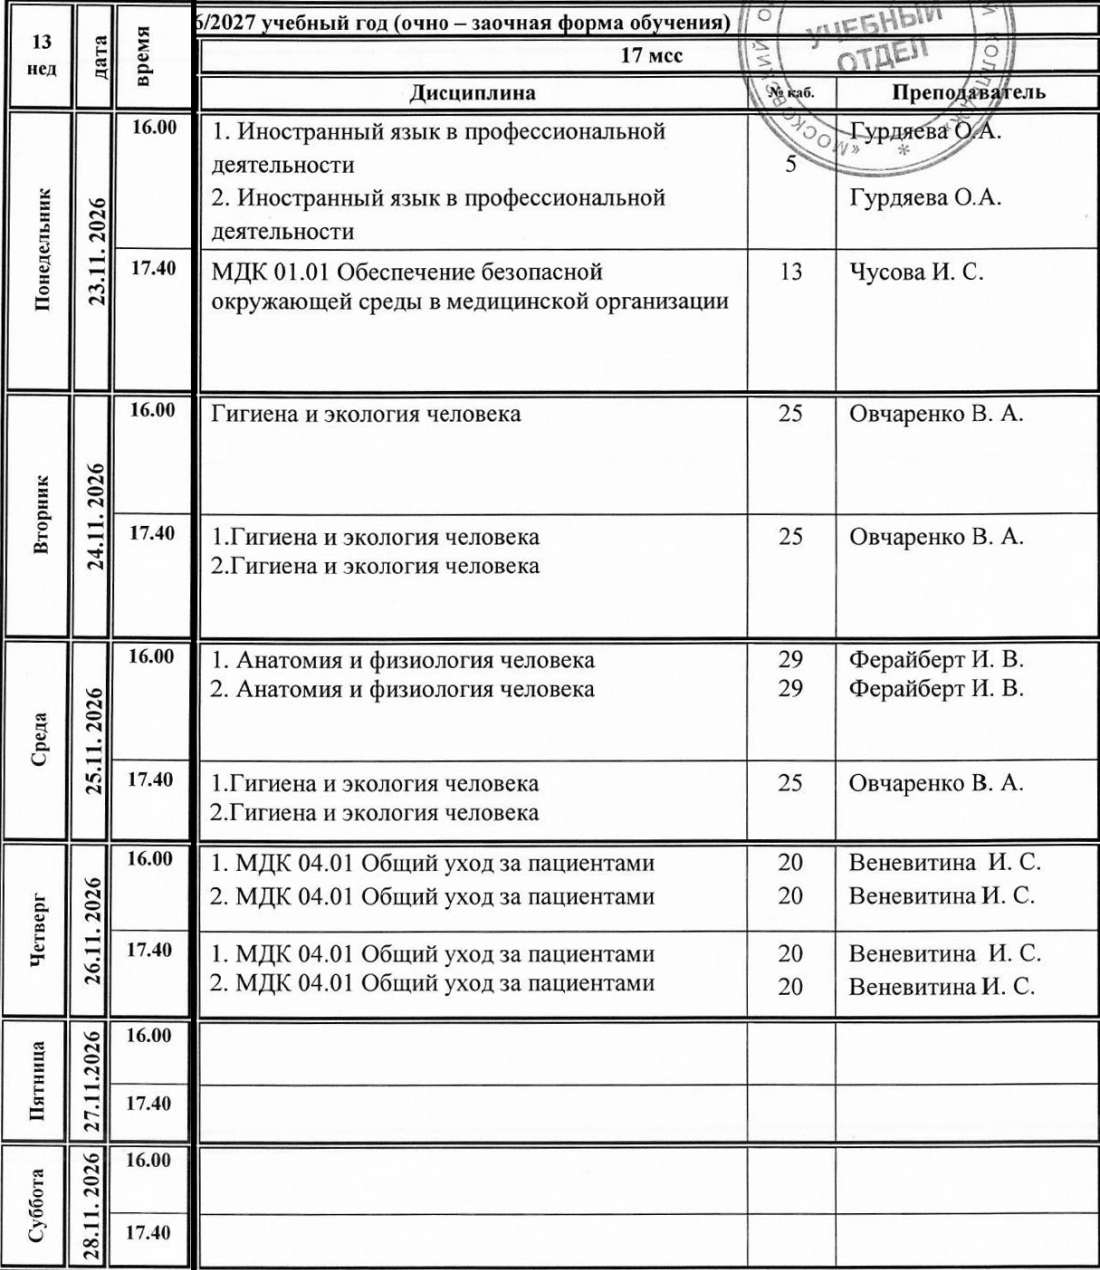 13
нед
дата
время
6/2027 учебный год (очно – заочная форма обучения)
17 мсс
Дисциплина
№ каб.
Преподаватель
УЧЕБНЫЙ
ОТДЕЛ
«МОСКОВСКИЙ
КОЛЛЕДЖ»
*
Понедельник
23.11. 2026
16.00
1. Иностранный язык в профессиональной
деятельности
2. Иностранный язык в профессиональной
деятельности
5
Гурдяева О.А.
Гурдяева О.А.
17.40
МДК 01.01 Обеспечение безопасной
окружающей среды в медицинской организации
13
Чусова И. С.
Вторник
24.11. 2026
16.00
Гигиена и экология человека
25
Овчаренко В. А.
17.40
1.Гигиена и экология человека
2.Гигиена и экология человека
25
Овчаренко В. А.
Среда
25.11. 2026
16.00
1. Анатомия и физиология человека
2. Анатомия и физиология человека
29
29
Ферайберт И. В.
Ферайберт И. В.
17.40
1.Гигиена и экология человека
2.Гигиена и экология человека
25
Овчаренко В. А.
Четверг
26.11. 2026
16.00
1. МДК 04.01 Общий уход за пациентами
2. МДК 04.01 Общий уход за пациентами
20
20
Веневитина И. С.
Веневитина И. С.
17.40
1. МДК 04.01 Общий уход за пациентами
2. МДК 04.01 Общий уход за пациентами
20
20
Веневитина И. С.
Веневитина И. С.
Пятница
27.11.2026
16.00
17.40
Суббота
28.11. 2026
16.00
17.40